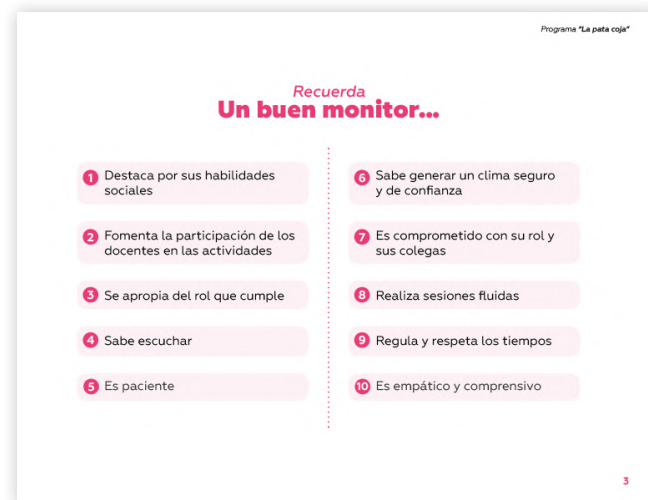 Programa "La pata coja"
Recuerda
Un buen monitor...
1 Destaca por sus habilidades
sociales
2 Fomenta la participación de los
docentes en las actividades
3 Se apropia del rol que cumple
4 Sabe escuchar
5 Es paciente
6 Sabe generar un clima seguro
y de confianza
7 Es comprometido con su rol y
sus colegas
8 Realiza sesiones fluidas
9 Regula y respeta los tiempos
10 Es empático y comprensivo
3